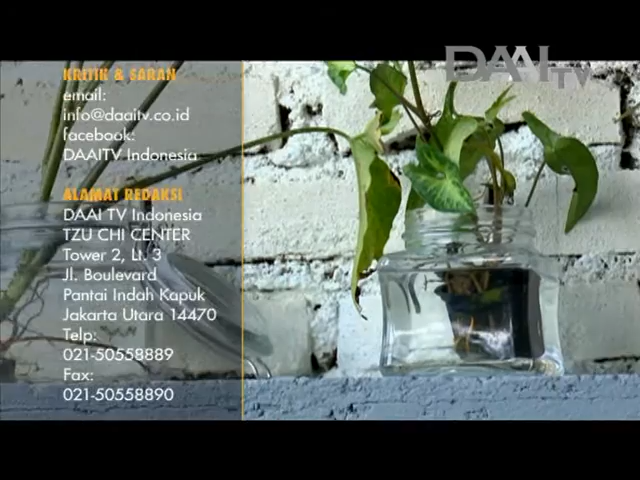 DAAI TV
KRITIK & SARAN
email:
info@daaitv.co.id
facebook:
DAAITV Indonesia
ALAMAT REDAKSI
DAAI TV Indonesia
TZU CHI CENTER
Tower 2, Lt. 3
Jl. Boulevard
Pantai Indah Kapuk
Jakarta Utara 14470
Telp:
021-50558889
Fax:
021-50558890